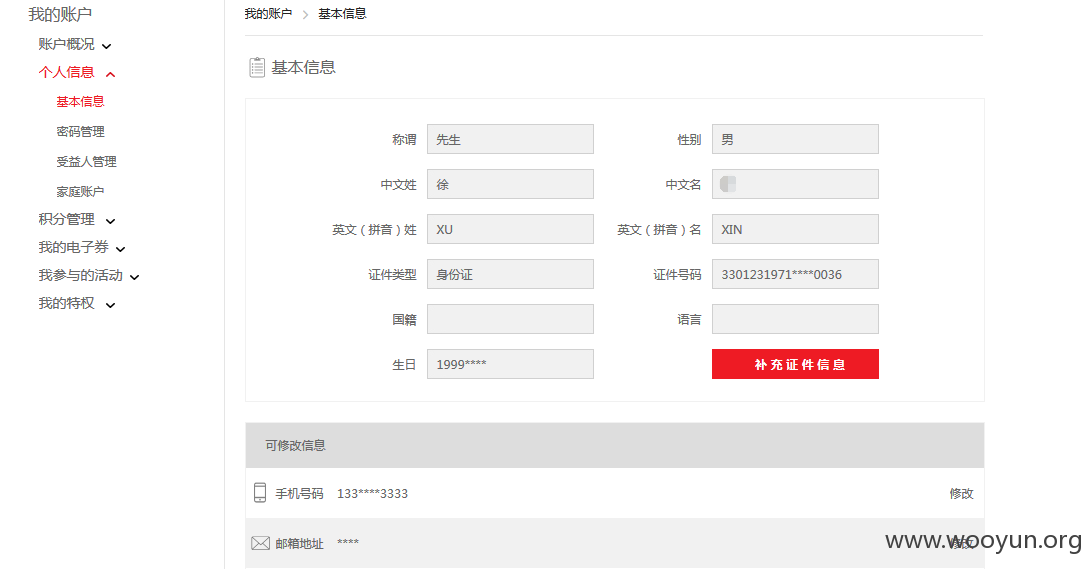 我的账户
账户概况
个人信息
基本信息
密码管理
受益人管理
家庭账户
积分管理
我的电子券
我参与的活动
我的特权
我的账户 > 基本信息
基本信息
称谓 先生 性别 男
中文姓 徐 中文名
英文（拼音）姓 XU 英文（拼音）名 XIN
证件类型 身份证 证件号码 3301231971****0036
国籍 语言
生日 1999**** 补充证件信息
可修改信息
手机号码 133****3333 修改
邮箱地址 **** 修改
www.wooyun.org